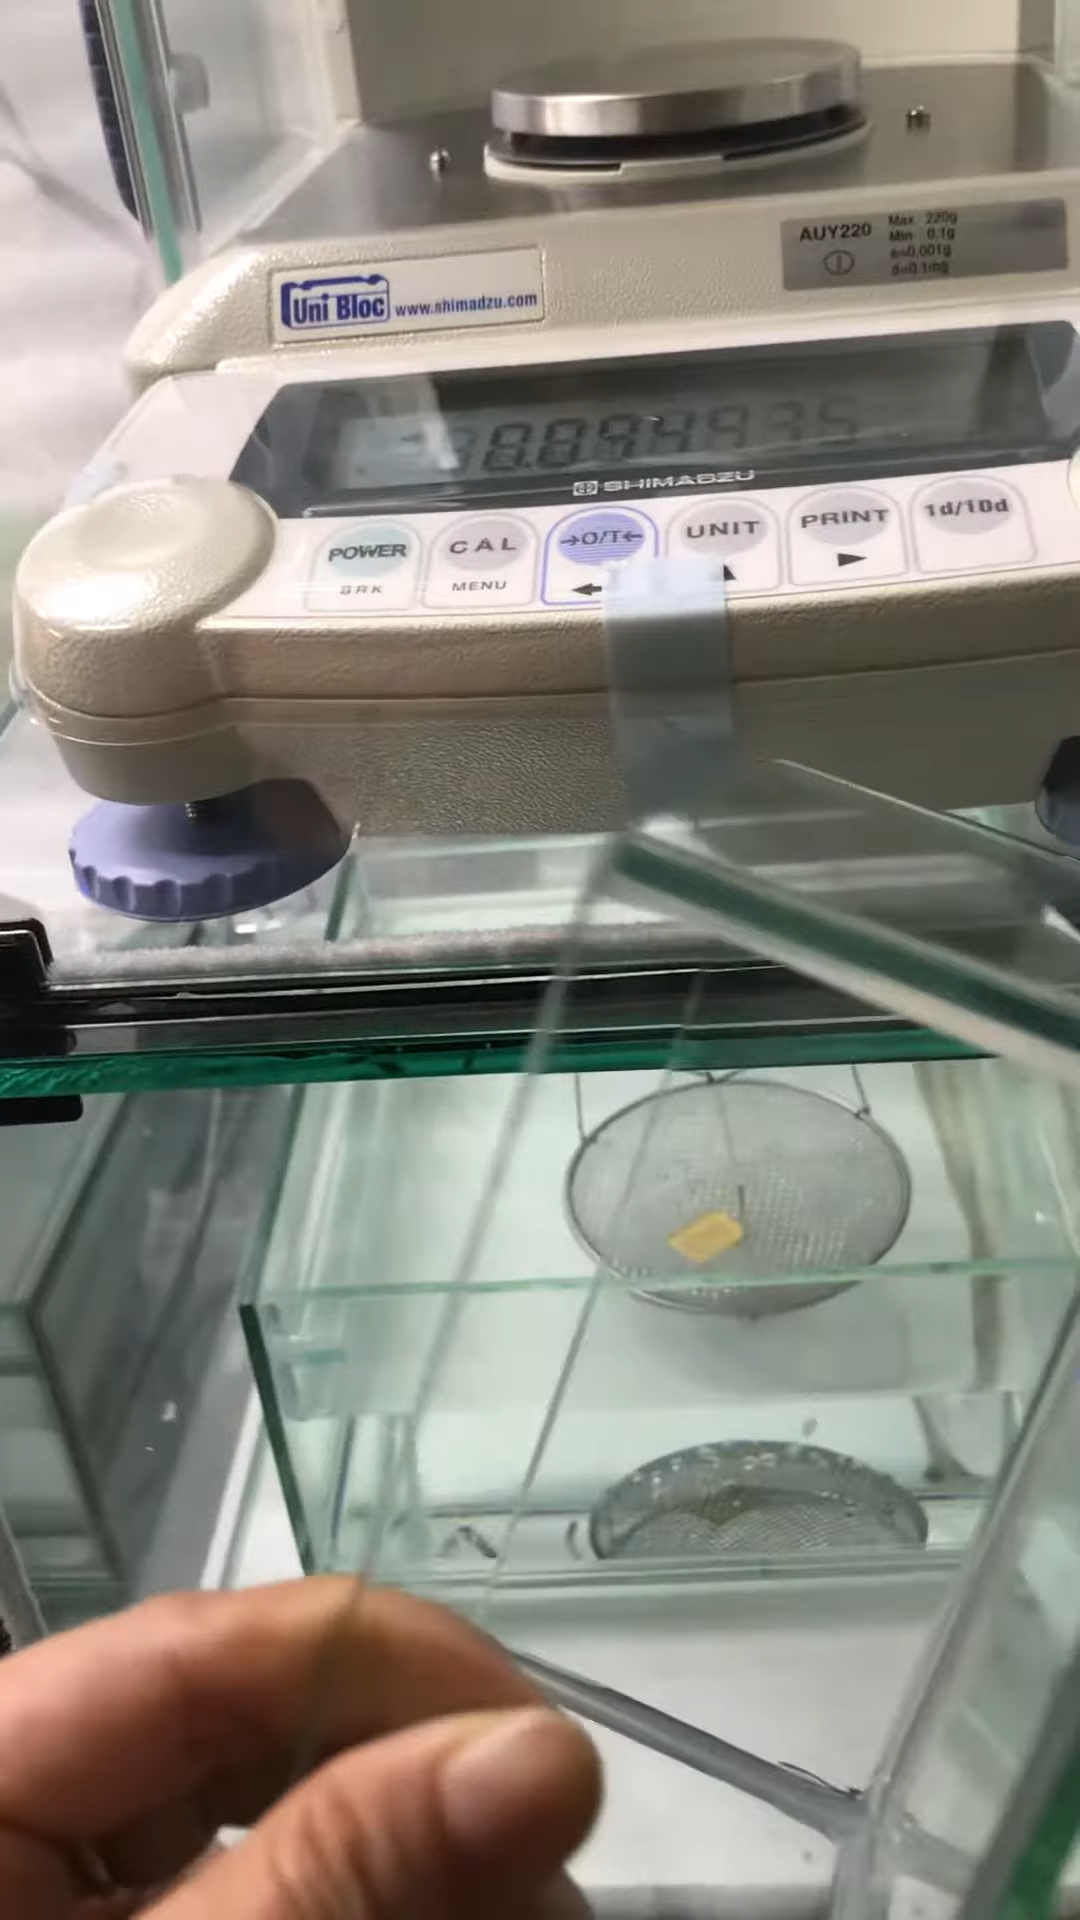 AUY220
Max 220g
Min 0.1g
e=0.001g
d=0.1mg
Uni Bloc www.shimadzu.com
SHIMADZU
POWER
BRK
CAL
MENU
→O/T←
UNIT
PRINT
1d/10d